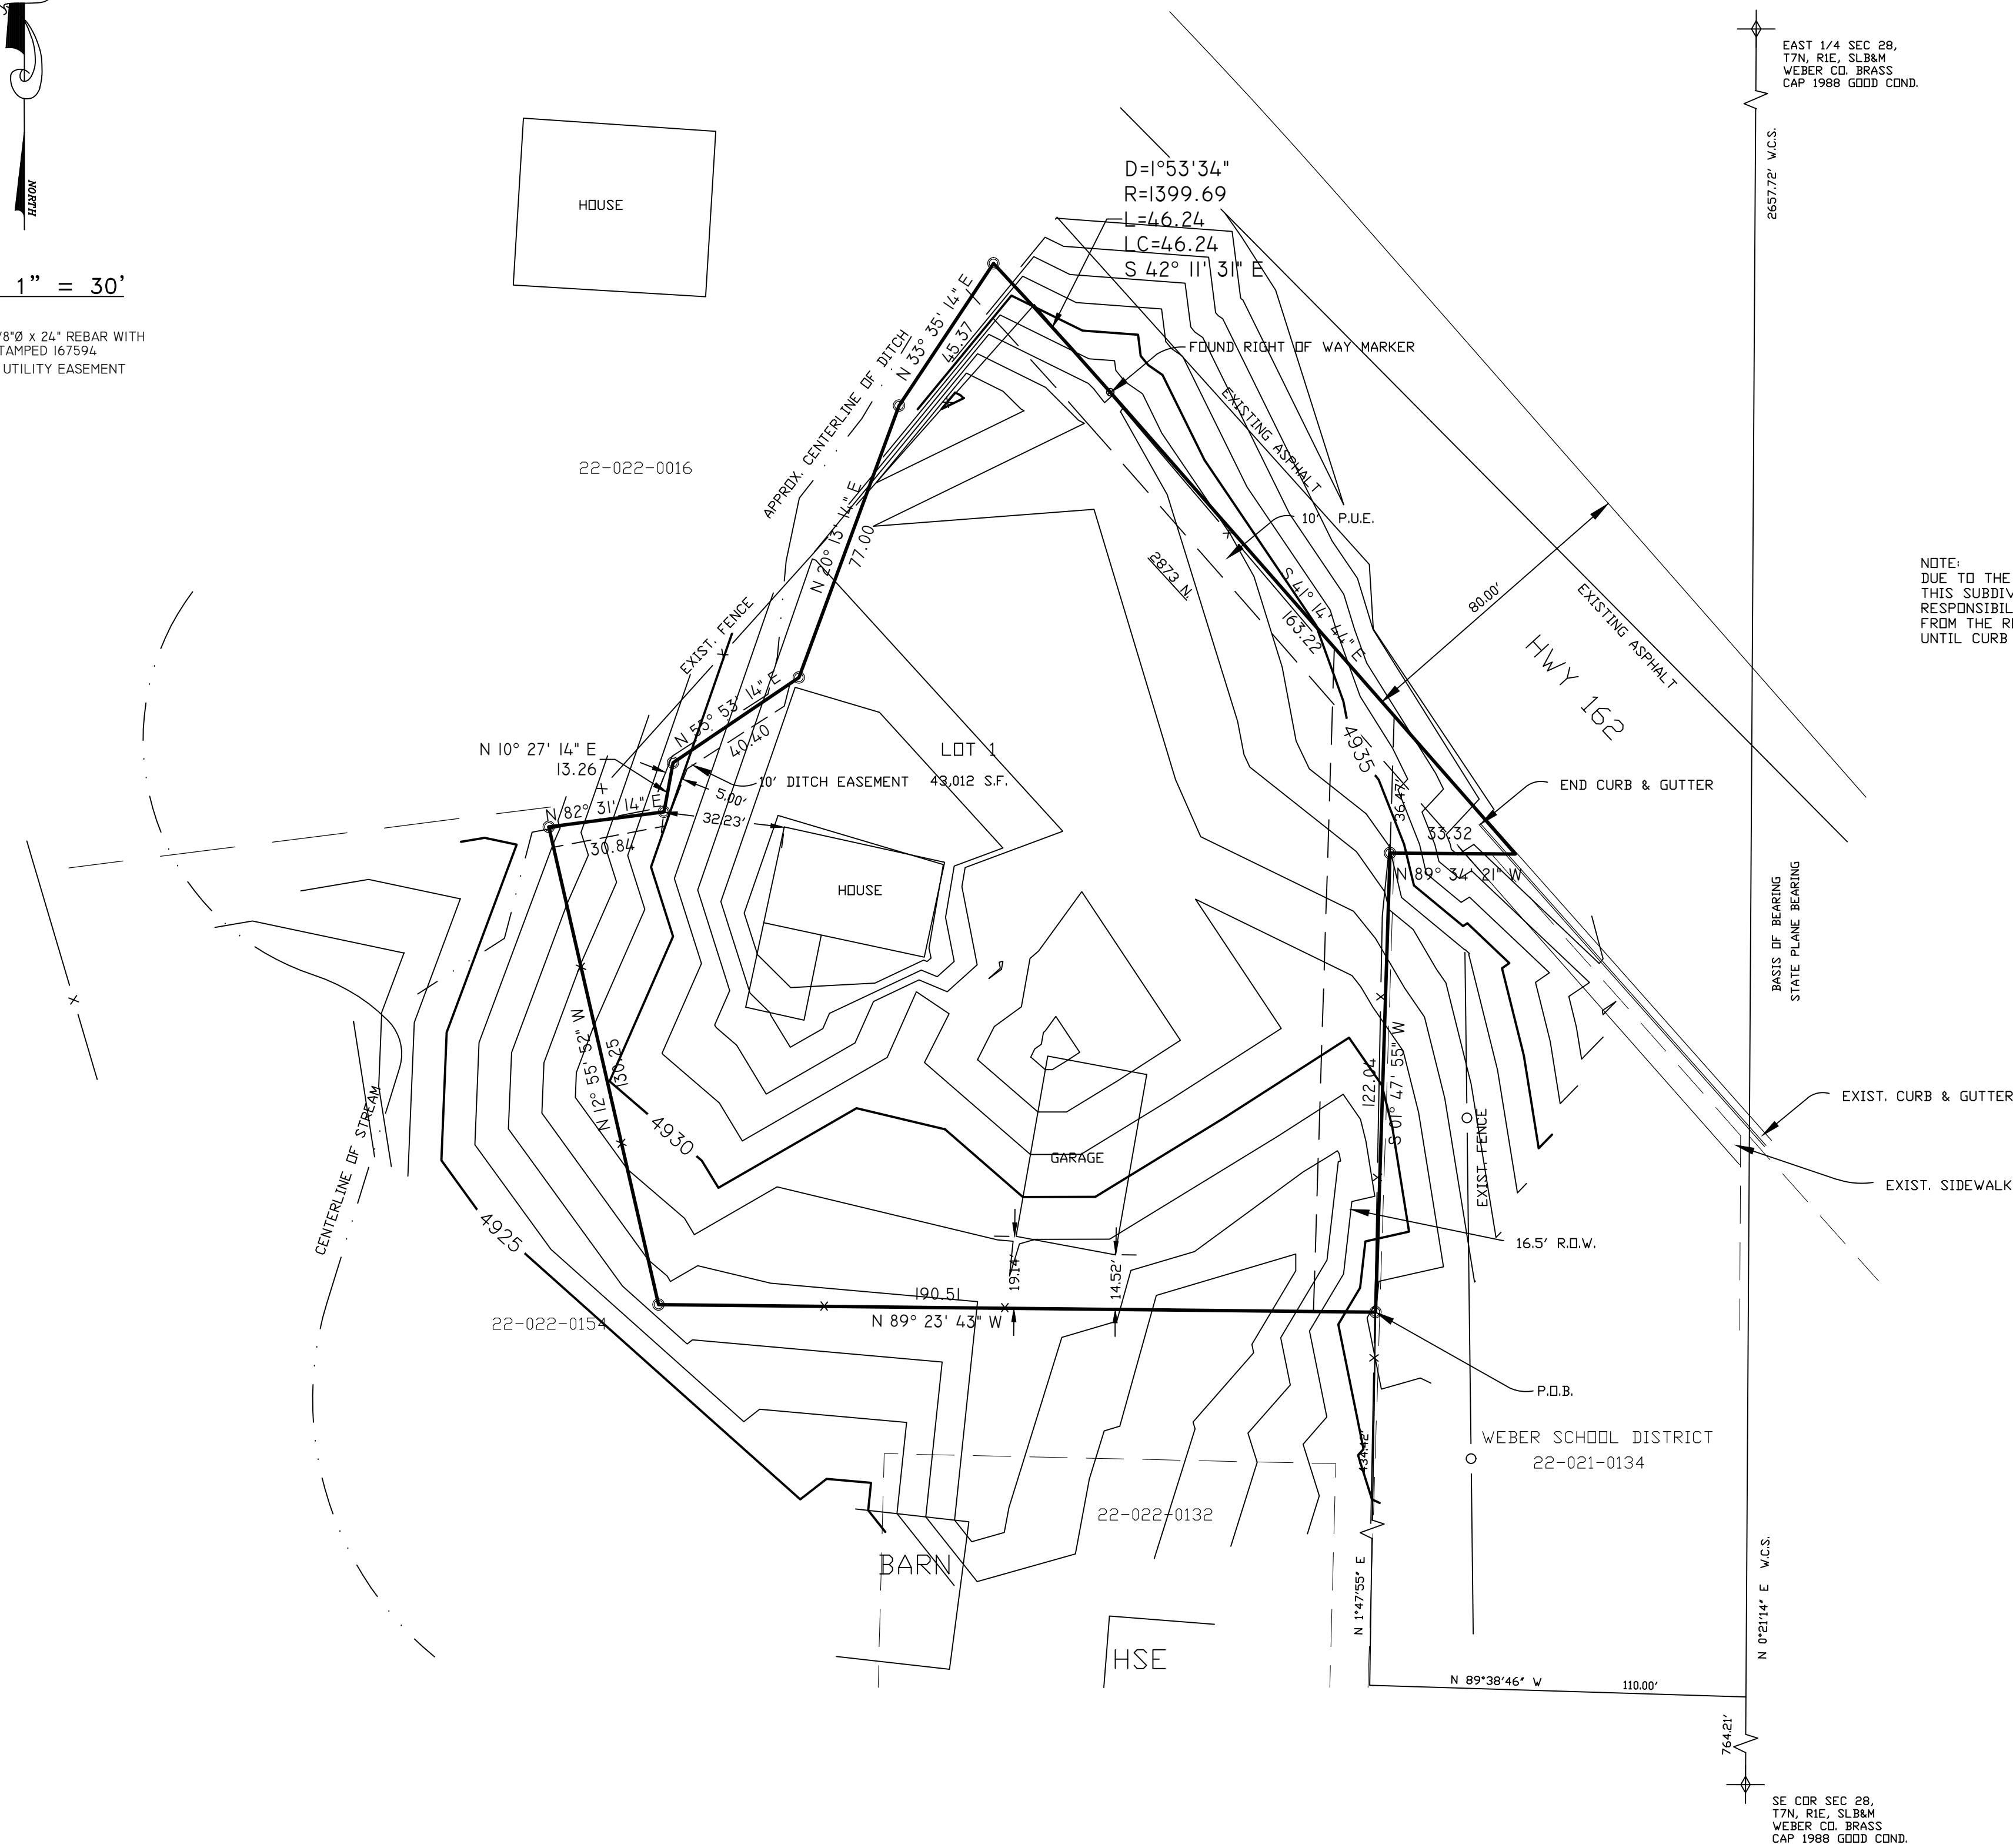 NORTH
1" = 30'
/8"Ø x 24" REBAR WITH
TAMPED 167594
UTILITY EASEMENT
EAST 1/4 SEC 28,
T7N, R1E, SLB&M
WEBER CO. BRASS
CAP 1988 GOOD COND.
2657.72' W.C.S.
HOUSE
D=1°53'34"
R=1399.69
L=46.24
LC=46.24
S 42° 11' 31" E
N 33° 35' 14" E
45.37
APPROX. CENTERLINE OF DITCH
FOUND RIGHT OF WAY MARKER
EXISTING ASPHALT
22-022-0016
10' P.U.E.
N 20° 13' 14" E
77.00
2873 N.
S 41° 14' 44" E
163.22
80.00'
HWY 162
EXISTING ASPHALT
NOTE:
DUE TO THE
THIS SUBDIV
RESPONSIBIL
FROM THE R
UNTIL CURB
EXIST. FENCE
N 55° 53' 14" E
40.40
N 10° 27' 14" E
13.26
LOT 1
43,012 S.F.
10' DITCH EASEMENT
5.00'
32.23'
N 82° 31' 14" E
30.84
4935
36.47'
END CURB & GUTTER
33.32
N 89° 34' 21" W
HOUSE
BASIS OF BEARING
STATE PLANE BEARING
N 12° 55' 52" W
130.25
122.04
S 01° 47' 55" W
EXIST. FENCE
EXIST. CURB & GUTTER
4930
GARAGE
CENTERLINE OF STREAM
EXIST. SIDEWALK
4925
16.5' R.O.W.
19.14'
14.52'
190.51
N 89° 23' 43" W
22-022-0154
P.O.B.
WEBER SCHOOL DISTRICT
22-021-0134
434.42'
22-022-0132
BARN
HSE
N 1°47'55" E
N 0°21'14" E W.C.S.
N 89°38'46" W
110.00'
764.21'
SE COR SEC 28,
T7N, R1E, SLB&M
WEBER CO. BRASS
CAP 1988 GOOD COND.